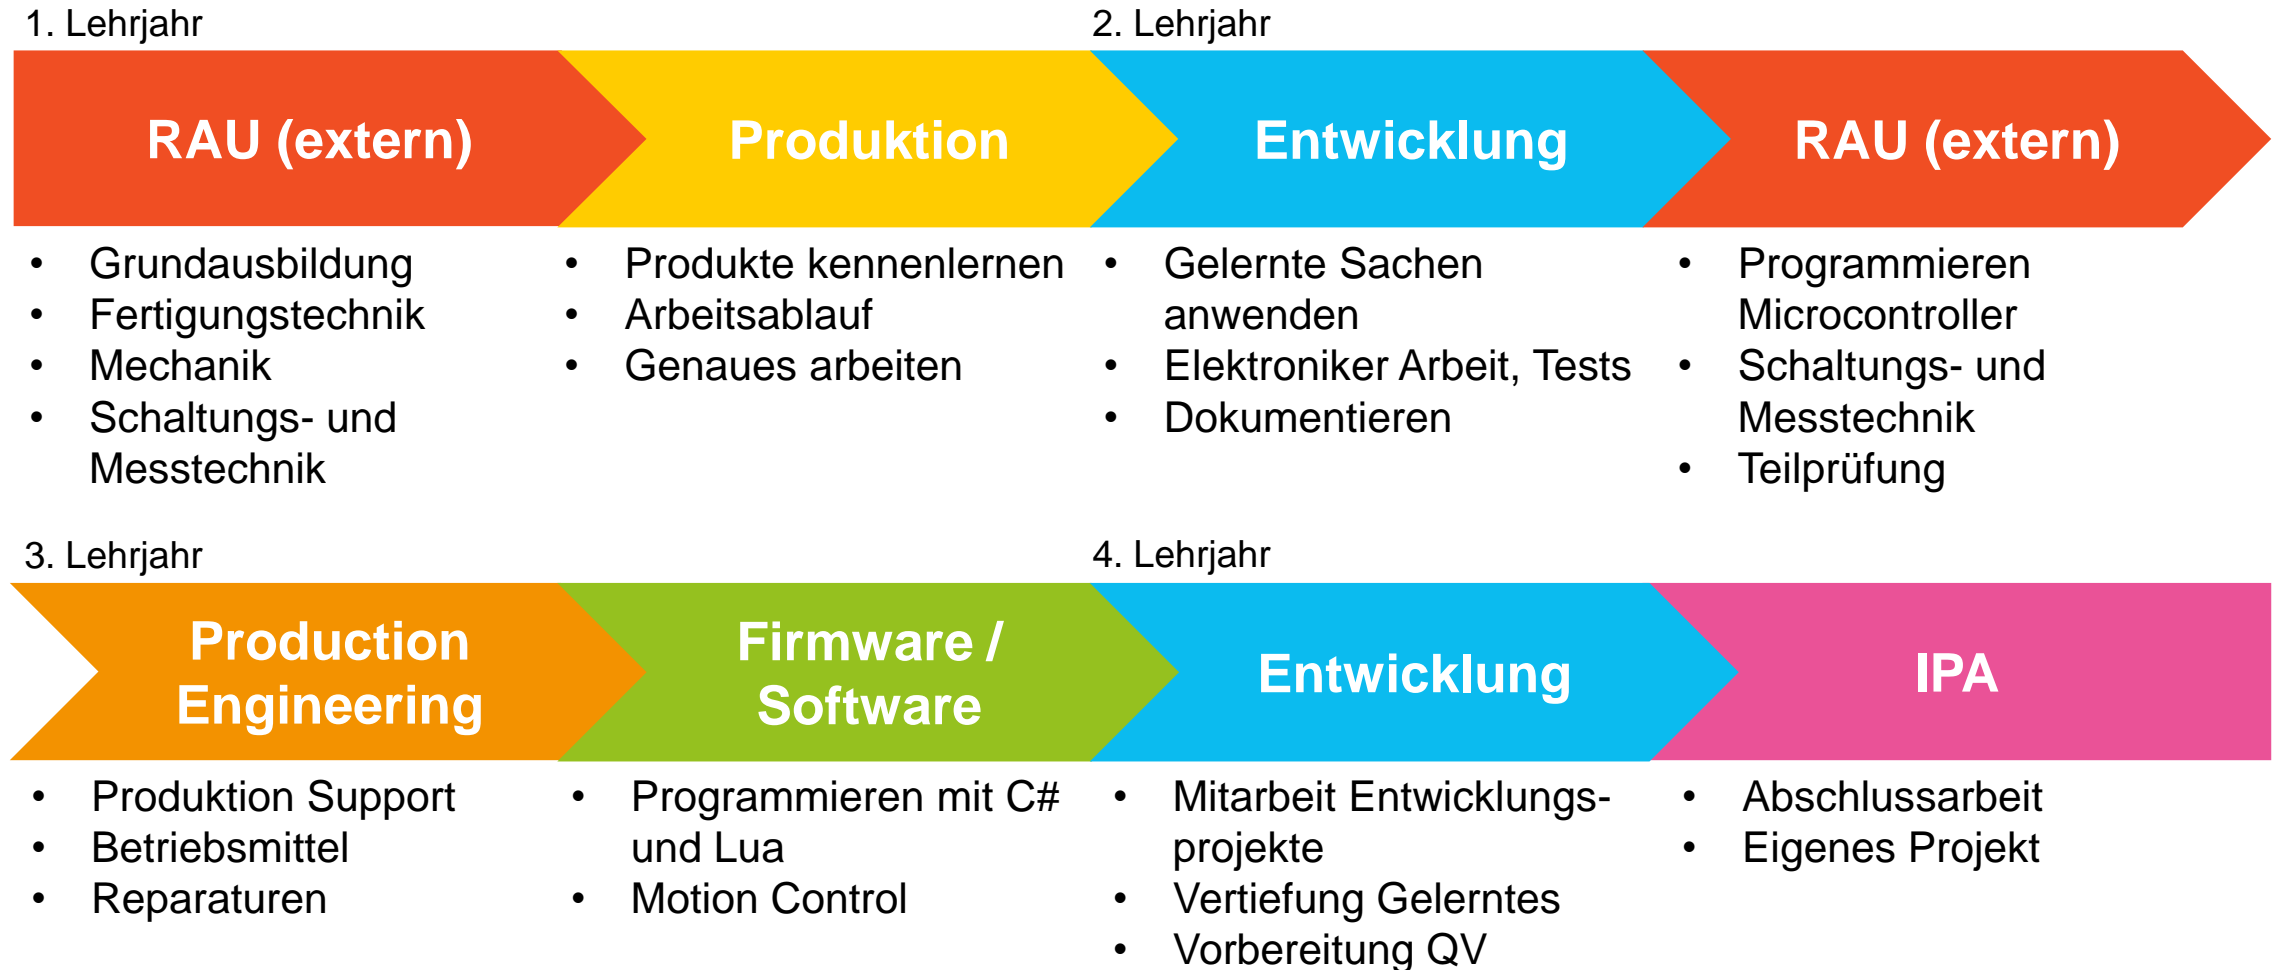 1. Lehrjahr
RAU (extern)
• Grundausbildung
• Fertigungstechnik
• Mechanik
• Schaltungs- und
Messtechnik
Produktion
• Produkte kennenlernen
• Arbeitsablauf
• Genaues arbeiten
2. Lehrjahr
Entwicklung
• Gelernte Sachen
anwenden
• Elektroniker Arbeit, Tests
• Dokumentieren
RAU (extern)
• Programmieren
Microcontroller
• Schaltungs- und
Messtechnik
• Teilprüfung
3. Lehrjahr
Production
Engineering
• Produktion Support
• Betriebsmittel
• Reparaturen
Firmware /
Software
• Programmieren mit C#
und Lua
• Motion Control
4. Lehrjahr
Entwicklung
• Mitarbeit Entwicklungs-
projekte
• Vertiefung Gelerntes
• Vorbereitung QV
IPA
• Abschlussarbeit
• Eigenes Projekt